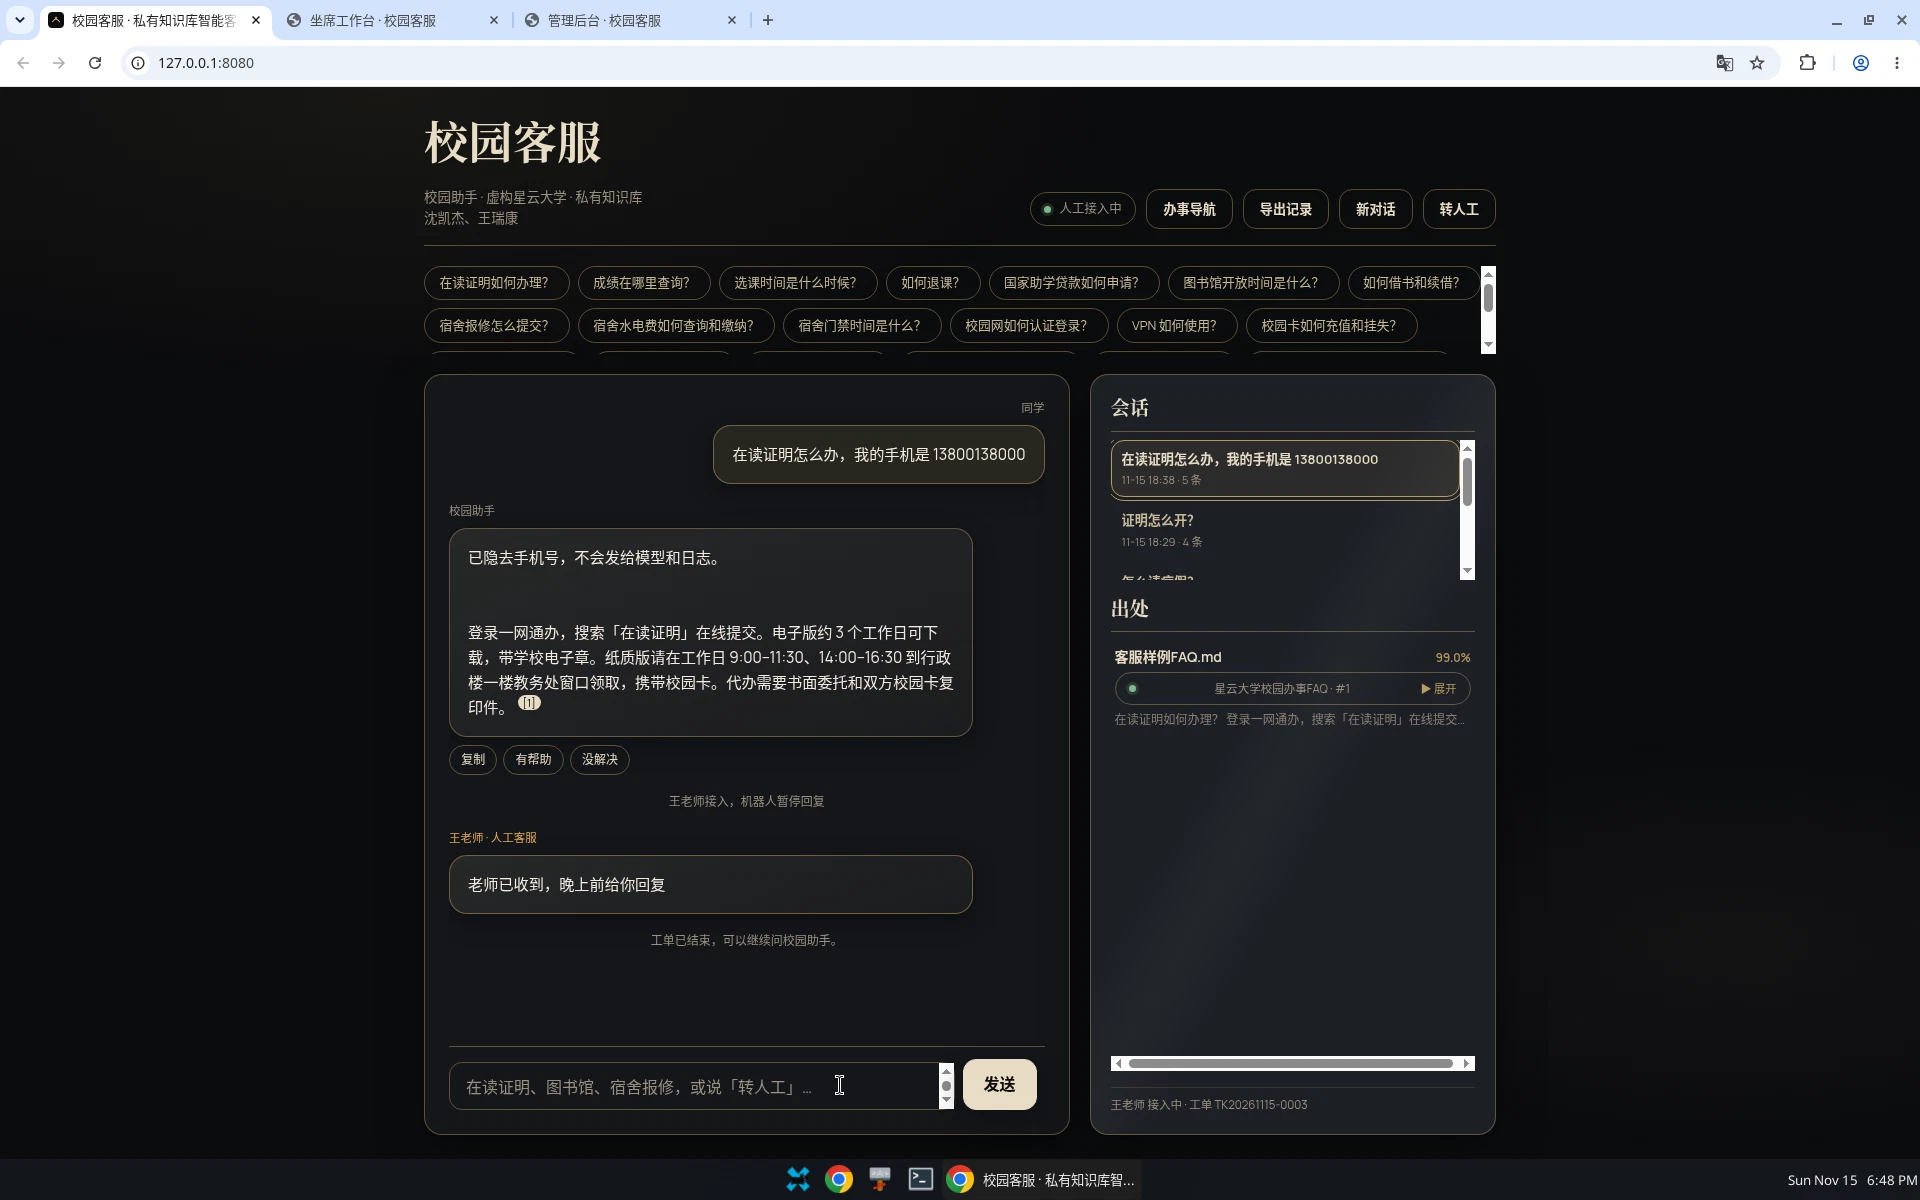 校园客服 · 私有知识库智能客
坐席工作台 · 校园客服
管理后台 · 校园客服
127.0.0.1:8080
校园客服
校园助手 · 虚构星云大学 · 私有知识库
沈凯杰、王瑞康
人工接入中
办事导航
导出记录
新对话
转人工
在读证明如何办理？
成绩在哪里查询？
选课时间是什么时候？
如何退课？
国家助学贷款如何申请？
图书馆开放时间是什么？
如何借书和续借？
宿舍报修怎么提交？
宿舍水电费如何查询和缴纳？
宿舍门禁时间是什么？
校园网如何认证登录？
VPN 如何使用？
校园卡如何充值和挂失？
同学
在读证明怎么办，我的手机是 13800138000
校园助手
已隐去手机号，不会发给模型和日志。
登录一网通办，搜索「在读证明」在线提交。电子版约 3 个工作日可下
载，带学校电子章。纸质版请在工作日 9:00–11:30、14:00–16:30 到行政
楼一楼教务处窗口领取，携带校园卡。代办需要书面委托和双方校园卡复
印件。 [1]
复制
有帮助
没解决
王老师接入，机器人暂停回复
王老师 · 人工客服
老师已收到，晚上前给你回复
工单已结束，可以继续问校园助手。
在读证明、图书馆、宿舍报修，或说「转人工」...
发送
会话
在读证明怎么办，我的手机是 13800138000
11-15 18:38 · 5 条
证明怎么开？
11-15 18:29 · 4 条
怎么请病假？
出处
客服样例FAQ.md
99.0%
星云大学校园办事FAQ · #1
▶ 展开
在读证明如何办理？ 登录一网通办，搜索「在读证明」在线提交...
王老师 接入中 · 工单 TK20261115-0003
校园客服 · 私有知识库智...
Sun Nov 15 6:48 PM